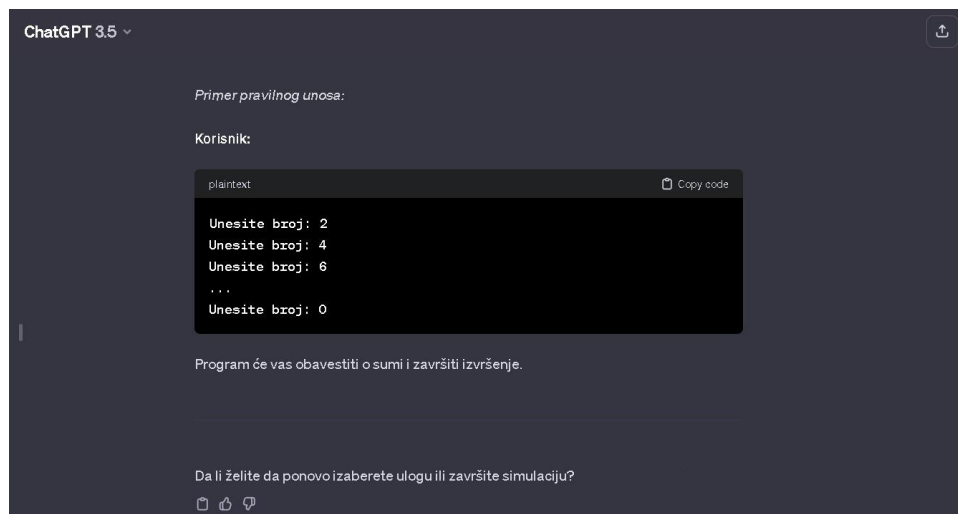 ChatGPT 3.5
Primer pravilnog unosa:
Korisnik:
plaintext Copy code
Unesite broj: 2
Unesite broj: 4
Unesite broj: 6
...
Unesite broj: 0
Program će vas obavestiti o sumi i završiti izvršenje.
Da li želite da ponovo izaberete ulogu ili završite simulaciju?